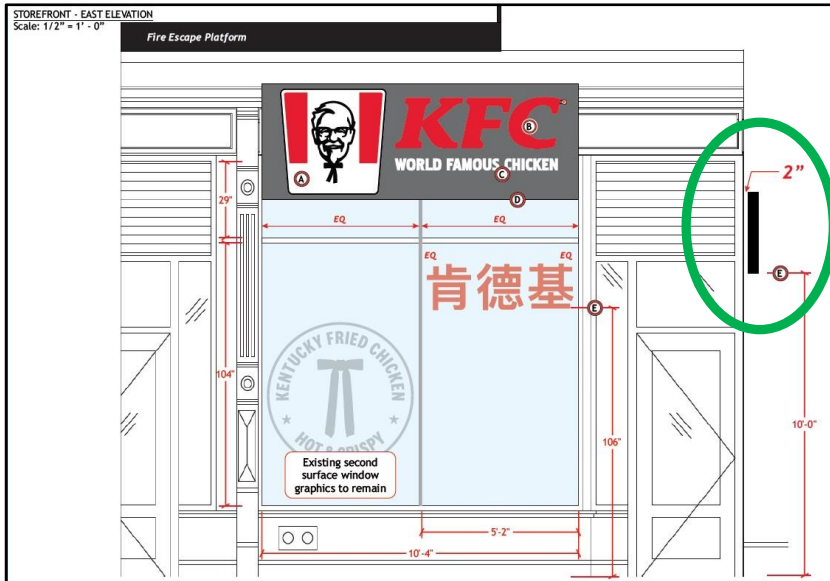 STOREFRONT - EAST ELEVATION
Scale: 1/2" = 1' - 0"
Fire Escape Platform
KFC
B
A
WORLD FAMOUS CHICKEN
C
D
2"
29"
EQ
EQ
EQ
EQ
肯德基
E
E
KENTUCKY FRIED CHICKEN
HOT & CRISPY
104"
106"
10'-0"
Existing second
surface window
graphics to remain
5'-2"
10'-4"